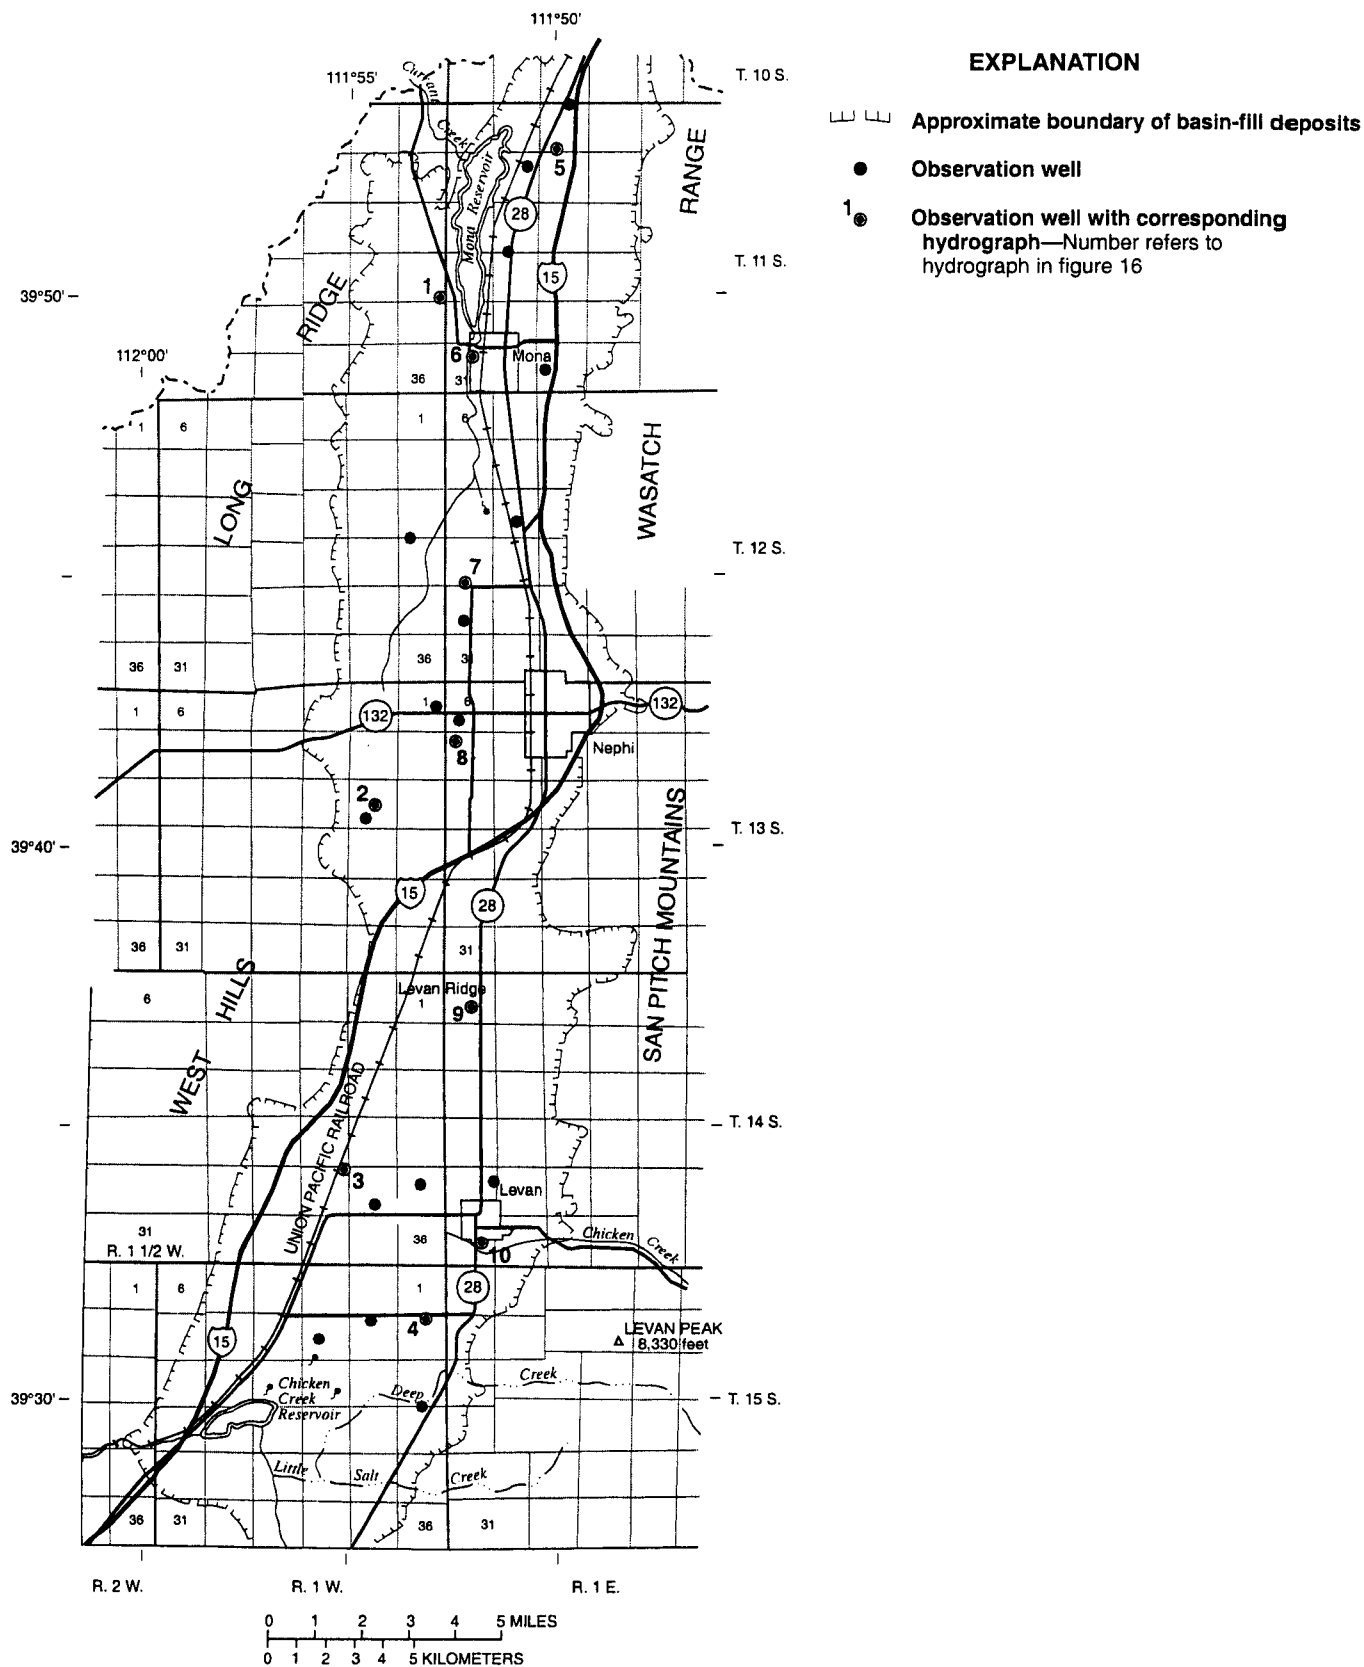 111°50'
111°55'
T. 10 S.
EXPLANATION
Approximate boundary of basin-fill deposits
Observation well
1
Observation well with corresponding
hydrograph—Number refers to
hydrograph in figure 16
Currant
Creek
Mona Reservoir
RANGE
5
28
T. 11 S.
15
39°50'
1
RIDGE
6
Mona
112°00'
36
31
1
6
1
6
LONG
WASATCH
T. 12 S.
7
36
31
36
31
1
6
132
1
6
132
Nephi
8
2
T. 13 S.
39°40'
15
28
SAN PITCH MOUNTAINS
36
31
31
6
HILLS
Levan Ridge
1
9
WEST
UNION PACIFIC RAILROAD
T. 14 S.
3
Levan
31
36
Chicken
Creek
10
R. 1 1/2 W.
1
6
1
28
15
4
LEVAN PEAK
8,330 feet
Chicken
Creek
Reservoir
Deep
Creek
39°30'
T. 15 S.
Little
Salt
Creek
36
31
36
31
R. 2 W.
R. 1 W.
R. 1 E.
0 1 2 3 4 5 MILES
0 1 2 3 4 5 KILOMETERS